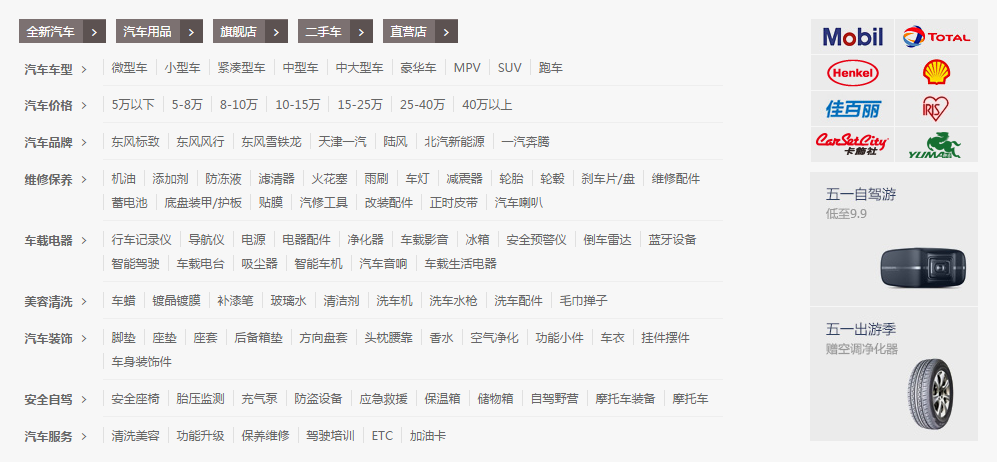 全新汽车 > 汽车用品 > 旗舰店 > 二手车 > 直营店 >
汽车车型 > 微型车 小型车 紧凑型车 中型车 中大型车 豪华车 MPV SUV 跑车
汽车价格 > 5万以下 5-8万 8-10万 10-15万 15-25万 25-40万 40万以上
汽车品牌 > 东风标致 东风风行 东风雪铁龙 天津一汽 陆风 北汽新能源 一汽奔腾
维修保养 > 机油 添加剂 防冻液 滤清器 火花塞 雨刷 车灯 减震器 轮胎 轮毂 刹车片/盘 维修配件
蓄电池 底盘装甲/护板 贴膜 汽修工具 改装配件 正时皮带 汽车喇叭
车载电器 > 行车记录仪 导航仪 电源 电器配件 净化器 车载影音 冰箱 安全预警仪 倒车雷达 蓝牙设备
智能驾驶 车载电台 吸尘器 智能车机 汽车音响 车载生活电器
美容清洗 > 车蜡 镀晶镀膜 补漆笔 玻璃水 清洁剂 洗车机 洗车水枪 洗车配件 毛巾掸子
汽车装饰 > 脚垫 座垫 座套 后备箱垫 方向盘套 头枕腰靠 香水 空气净化 功能小件 车衣 挂件摆件
车身装饰件
安全自驾 > 安全座椅 胎压监测 充气泵 防盗设备 应急救援 保温箱 储物箱 自驾野营 摩托车装备 摩托车
汽车服务 > 清洗美容 功能升级 保养维修 驾驶培训 ETC 加油卡
Mobil TOTAL
Henkel
佳百丽 IRIS
CarSetCity YUMA
卡饰社
五一自驾游
低至9.9
五一出游季
赠空调净化器